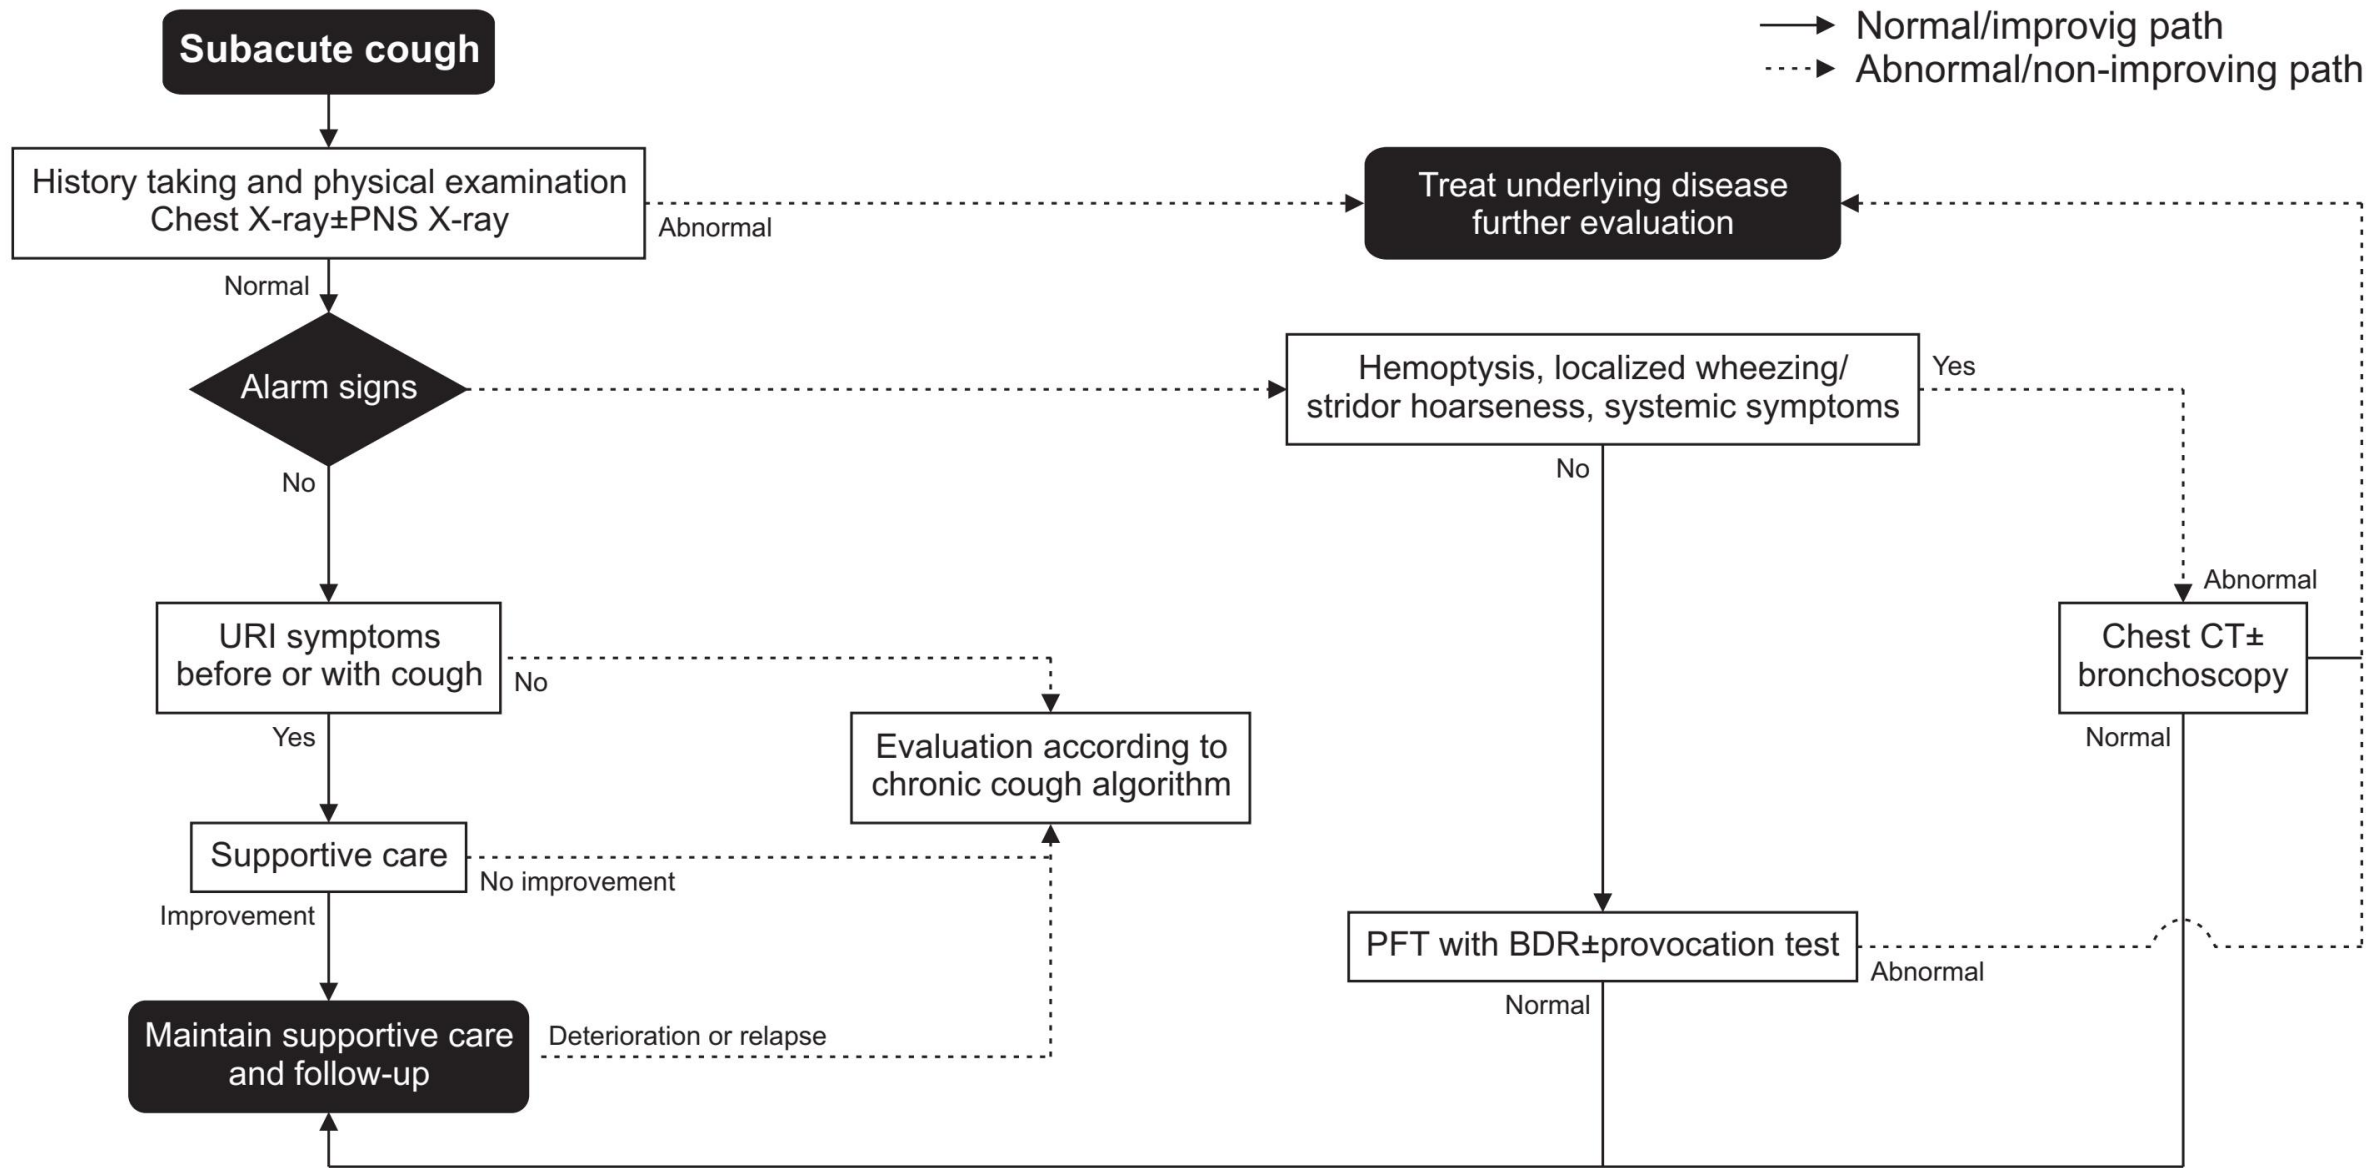 Subacute cough
Normal/improvig path
Abnormal/non-improving path
History taking and physical examination
Chest X-ray±PNS X-ray
Abnormal
Treat underlying disease
further evaluation
Normal
Alarm signs
Hemoptysis, localized wheezing/
stridor hoarseness, systemic symptoms
Yes
No
No
Abnormal
URI symptoms
before or with cough
No
Chest CT±
bronchoscopy
Yes
Normal
Evaluation according to
chronic cough algorithm
Supportive care
No improvement
Improvement
PFT with BDR±provocation test
Abnormal
Normal
Maintain supportive care
and follow-up
Deterioration or relapse